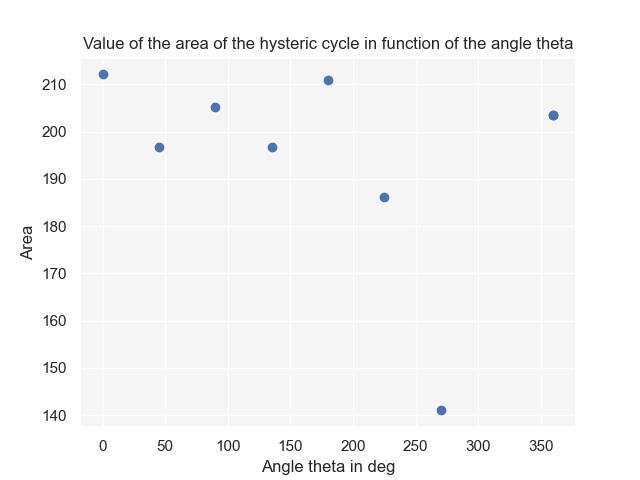 Value of the area of the hysteric cycle in function of the angle theta
210
200
190
180
170
160
150
140
Area
0 50 100 150 200 250 300 350
Angle theta in deg